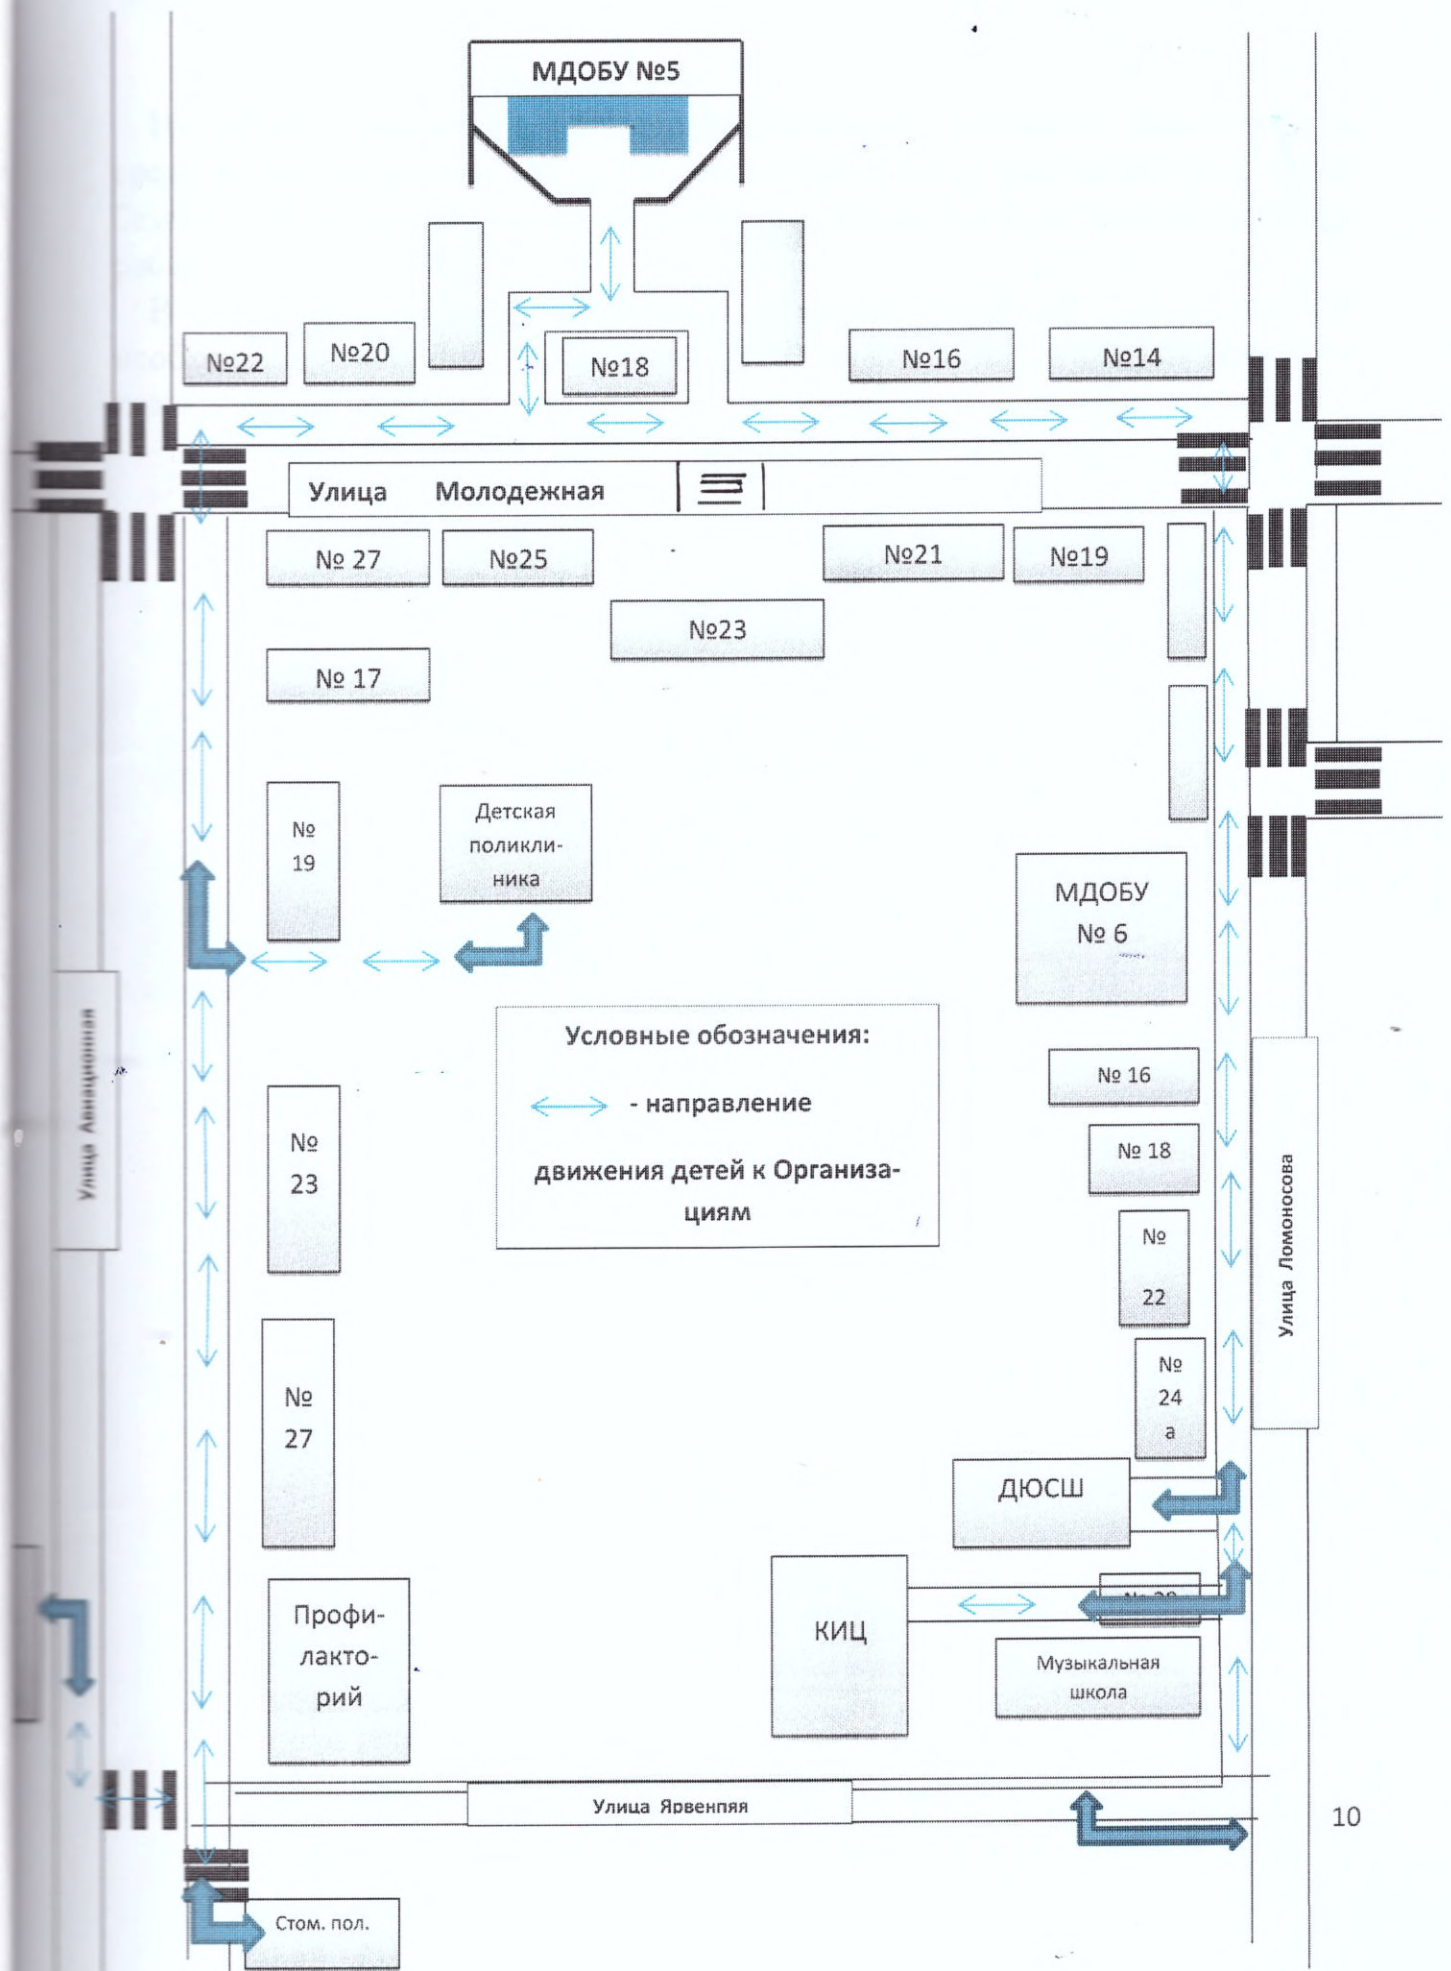 МДОБУ №5
№22
№20
№18
№16
№14
Улица Молодежная
№ 27
№25
№21
№19
№23
№ 17
№
19
Детская
поликли-
ника
МДОБУ
№ 6
Улица Авиационная
Условные обозначения:
- направление
движения детей к Организа-
циям
№ 16
№ 18
№
22
№
23
Улица Ломоносова
№
24
а
№
27
ДЮСШ
КИЦ
Музыкальная
школа
Профи-
лакто-
рий
Улица Ярвенпяя
10
Стом. пол.